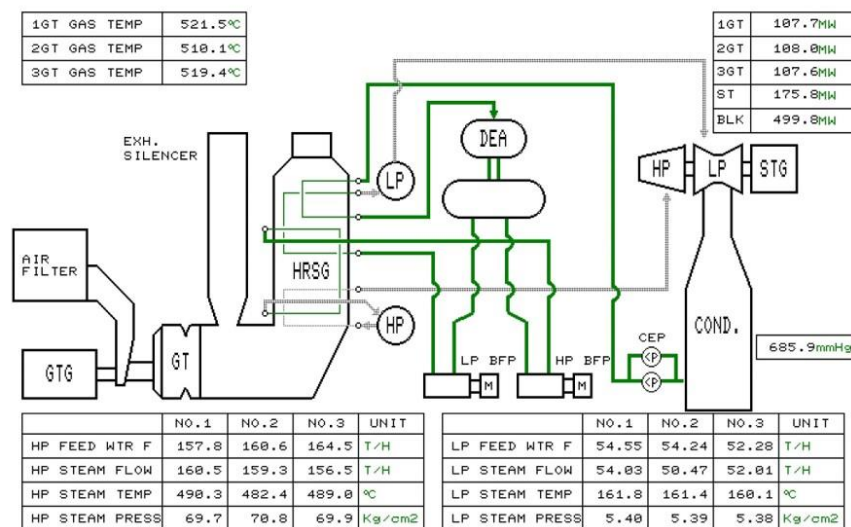 1GT GAS TEMP 521.5℃
2GT GAS TEMP 510.1℃
3GT GAS TEMP 519.4℃
1GT 107.7MW
2GT 108.0MW
3GT 107.6MW
ST 175.8MW
BLK 499.8MW
EXH.
SILENCER
DEA
LP
HP LP STG
AIR
FILTER
HRSG
HP
COND.
CEP
685.9mmHg
GTG GT
LP BFP HP BFP
M M
P
P
NO.1 NO.2 NO.3 UNIT
HP FEED WTR F 157.8 160.6 164.5 T/H
HP STEAM FLOW 160.5 159.3 156.5 T/H
HP STEAM TEMP 490.3 482.4 489.0 ℃
HP STEAM PRESS 69.7 70.8 69.9 Kg/cm2
NO.1 NO.2 NO.3 UNIT
LP FEED WTR F 54.55 54.24 52.28 T/H
LP STEAM FLOW 54.03 50.47 52.01 T/H
LP STEAM TEMP 161.8 161.4 160.1 ℃
LP STEAM PRESS 5.40 5.39 5.38 Kg/cm2